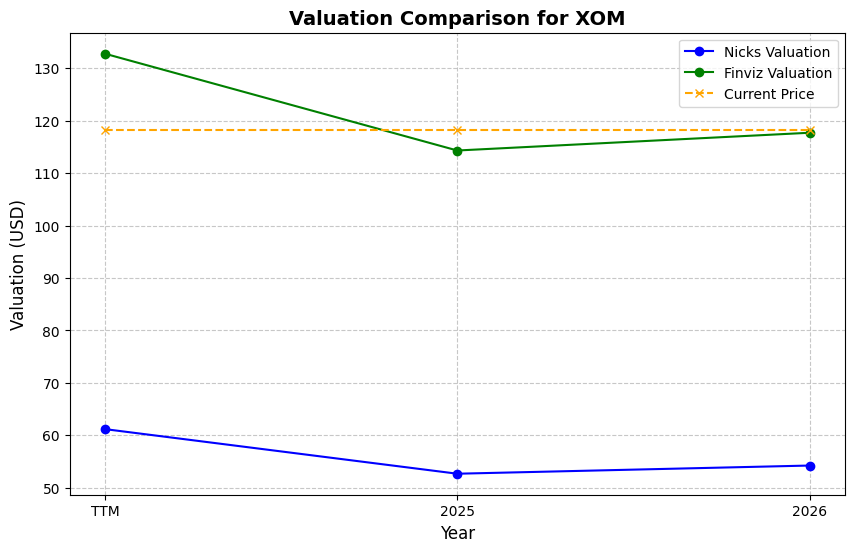 Valuation Comparison for XOM
Nicks Valuation
Finviz Valuation
Current Price
Valuation (USD)
130
120
110
100
90
80
70
60
50
TTM
2025
2026
Year